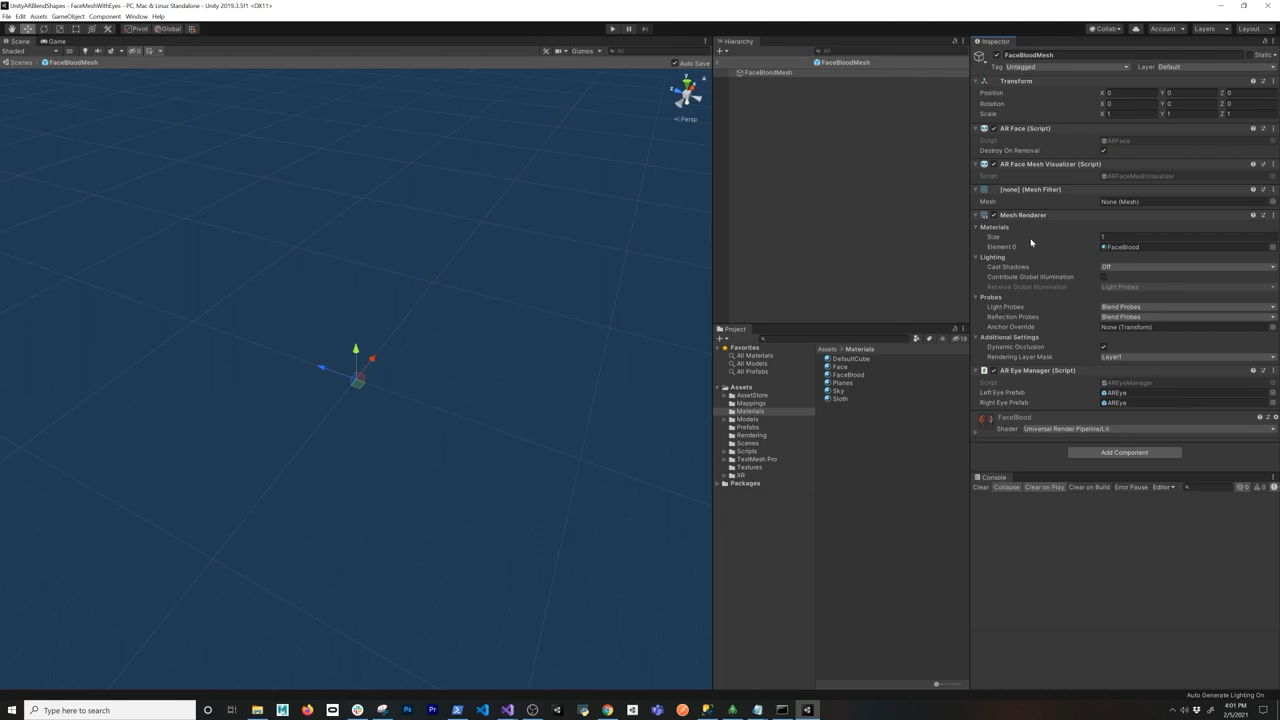 UnityARBlendShapes - FaceMeshWithEyes - PC, Mac & Linux Standalone - Unity 2019.3.5f1 <DX11>
File Edit Assets GameObject Component Window Help
Pivot Global
Collab Account Layers Layout
Scene Game
Shaded 2D Gizmos All
Scenes FaceBloodMesh
Auto Save
y
x
z
Persp
Hierarchy
All
FaceBloodMesh
FaceBloodMesh
Project
19
Favorites
All Materials
All Models
All Prefabs
Assets
AssetStore
Mappings
Materials
Models
Prefabs
Rendering
Scenes
Scripts
TextMesh Pro
Textures
XR
Packages
Assets > Materials
DefaultCube
Face
FaceBlood
Planes
Sky
Sloth
Inspector
FaceBloodMesh Static
Tag Untagged Layer Default
Transform
Position X 0 Y 0 Z 0
Rotation X 0 Y 0 Z 0
Scale X 1 Y 1 Z 1
AR Face (Script)
Script ARFace
Destroy On Removal
AR Face Mesh Visualizer (Script)
Script ARFaceMeshVisualizer
[none] (Mesh Filter)
Mesh None (Mesh)
Mesh Renderer
Materials
Size 1
Element 0 FaceBlood
Lighting
Cast Shadows Off
Contribute Global Illumination
Receive Global Illumination Light Probes
Probes
Light Probes Blend Probes
Reflection Probes Blend Probes
Anchor Override None (Transform)
Additional Settings
Dynamic Occlusion
Rendering Layer Mask Layer1
AR Eye Manager (Script)
Script AREyeManager
Left Eye Prefab AREye
Right Eye Prefab AREye
FaceBlood
Shader Universal Render Pipeline/Lit
Add Component
Console
Clear Collapse Clear on Play Clear on Build Error Pause Editor 0 0
Auto Generate Lighting On
Type here to search
4:01 PM
2/5/2021